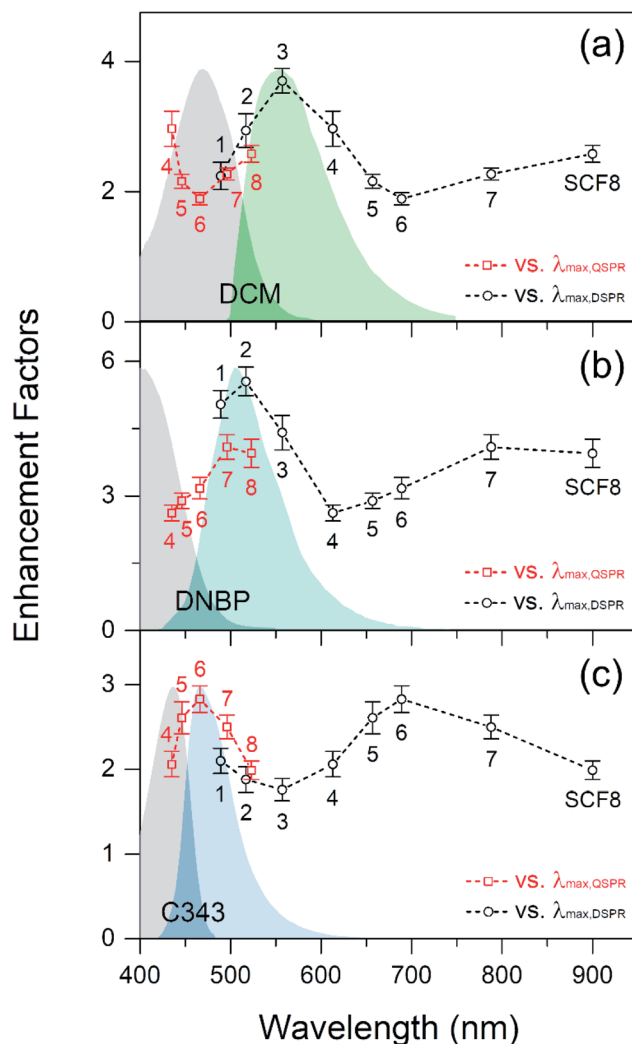 Enhancement Factors
(a)
4
2
0
3
2
1
4
5
6
7
8
4
5
6
7
SCF8
DCM
vs. λmax,QSPR
vs. λmax,DSPR
(b)
6
3
0
1
2
3
4
5
6
7
8
4
5
6
7
SCF8
DNBP
vs. λmax,QSPR
vs. λmax,DSPR
(c)
3
2
1
0
4
5
6
7
8
1
2
3
4
5
6
7
SCF8
C343
vs. λmax,QSPR
vs. λmax,DSPR
400 500 600 700 800 900
Wavelength (nm)